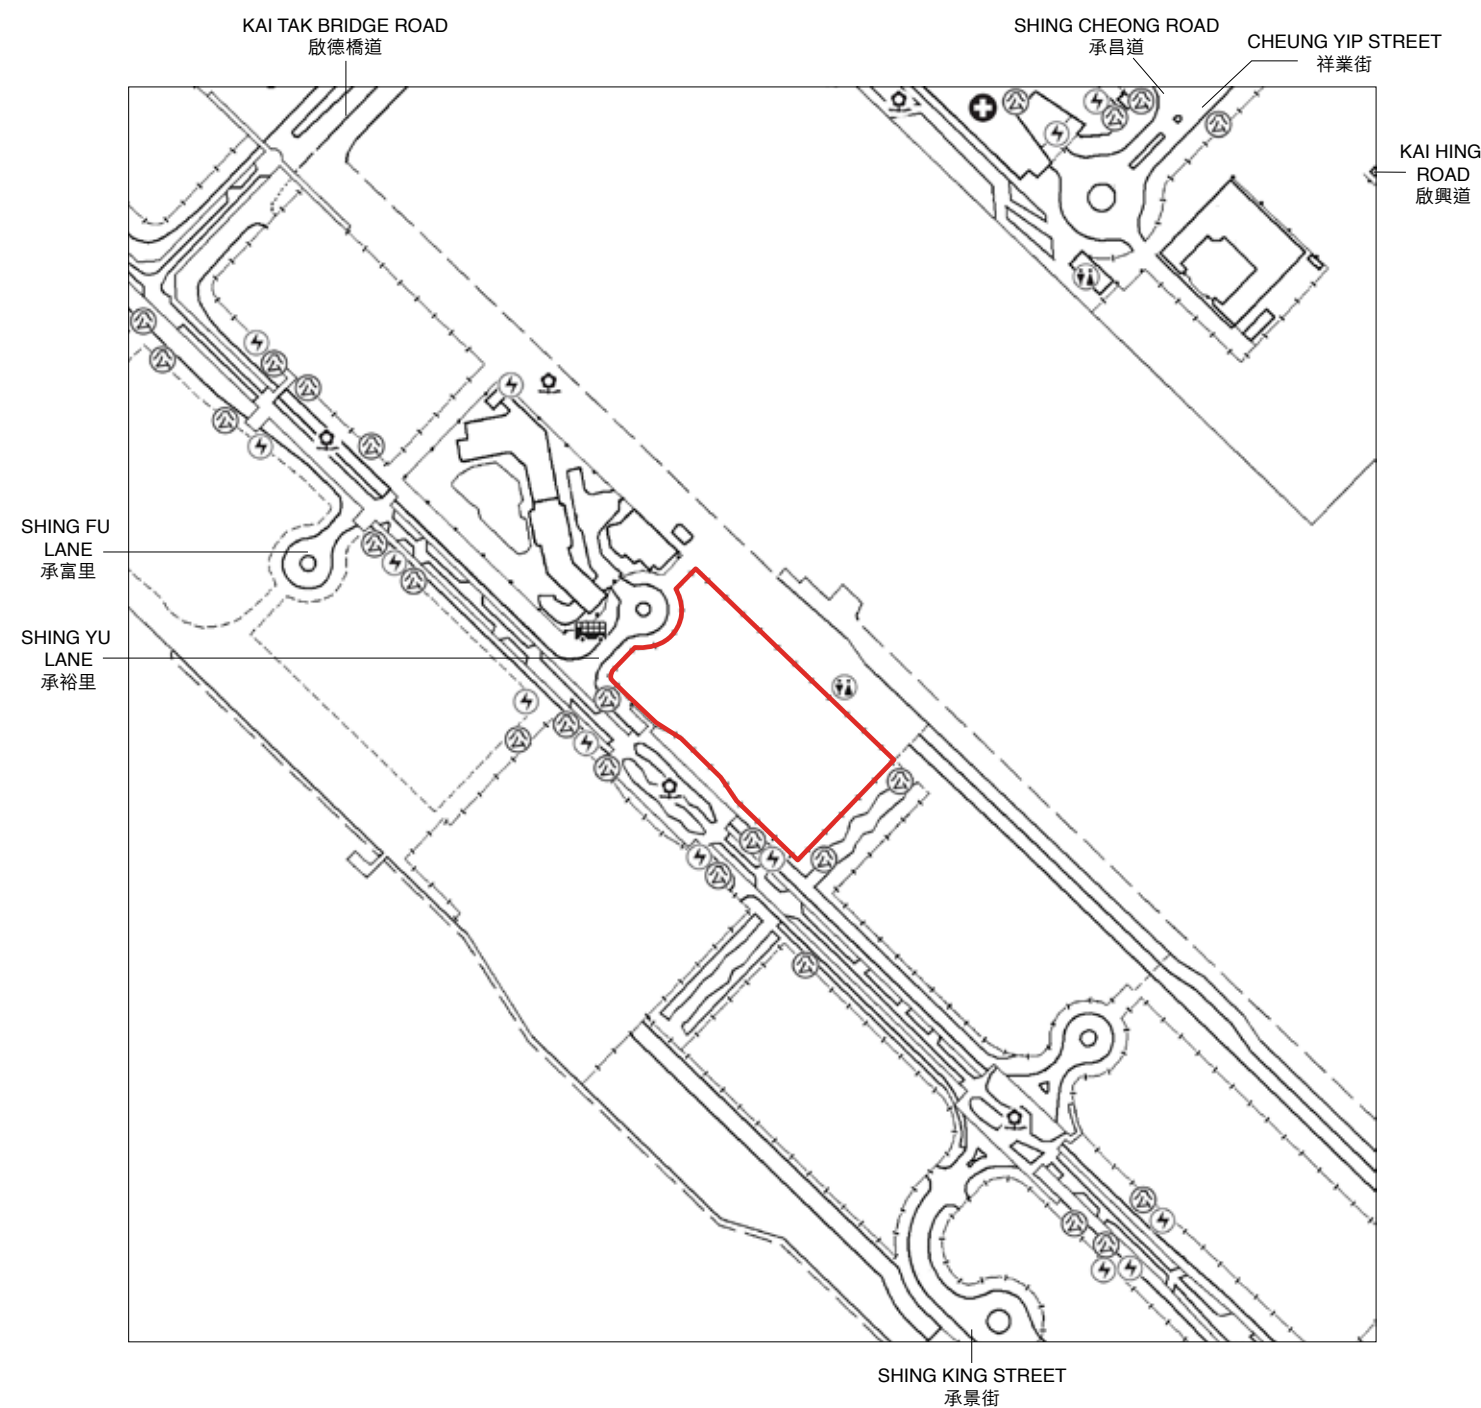 KAI TAK BRIDGE ROAD
啟德橋道
SHING CHEONG ROAD
承昌道
CHEUNG YIP STREET
祥業街
KAI HING
ROAD
啟興道
SHING FU
LANE
承富里
SHING YU
LANE
承裕里
SHING KING STREET
承景街